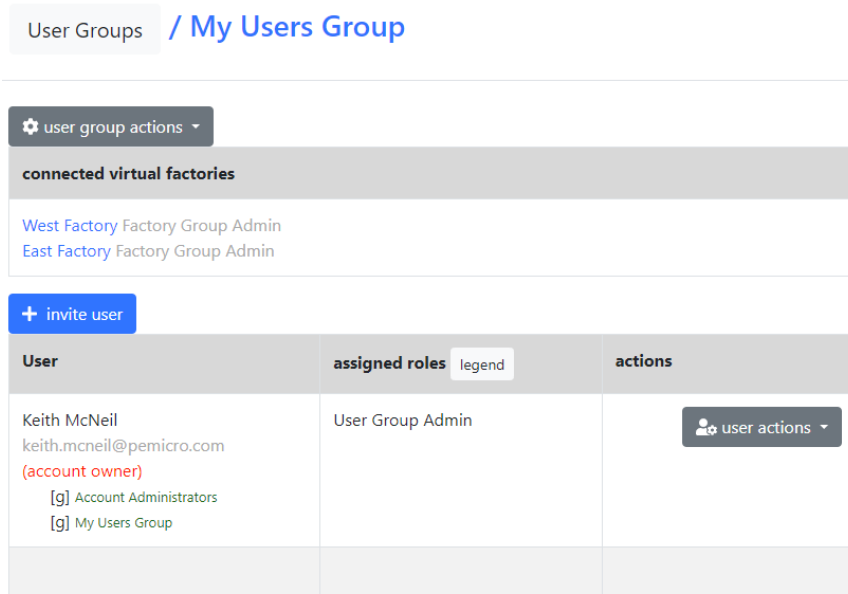 User Groups / My Users Group
user group actions
connected virtual factories
West Factory Factory Group Admin
East Factory Factory Group Admin
+ invite user
User assigned roles legend actions
Keith McNeil User Group Admin user actions
keith.mcneil@pemicro.com
(account owner)
[g] Account Administrators
[g] My Users Group